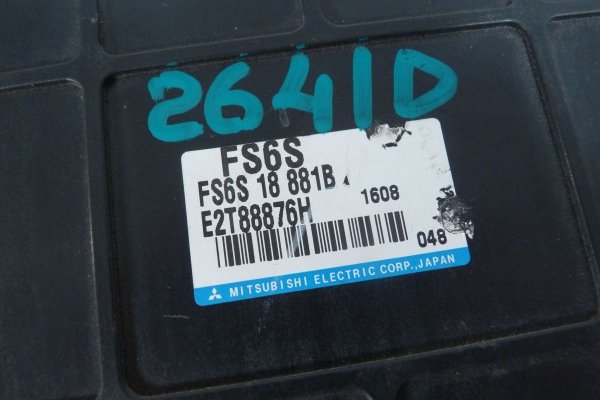 2641D
FS6S
FS6S 18 881B
E2T88876H 1608
048
MITSUBISHI ELECTRIC CORP., JAPAN